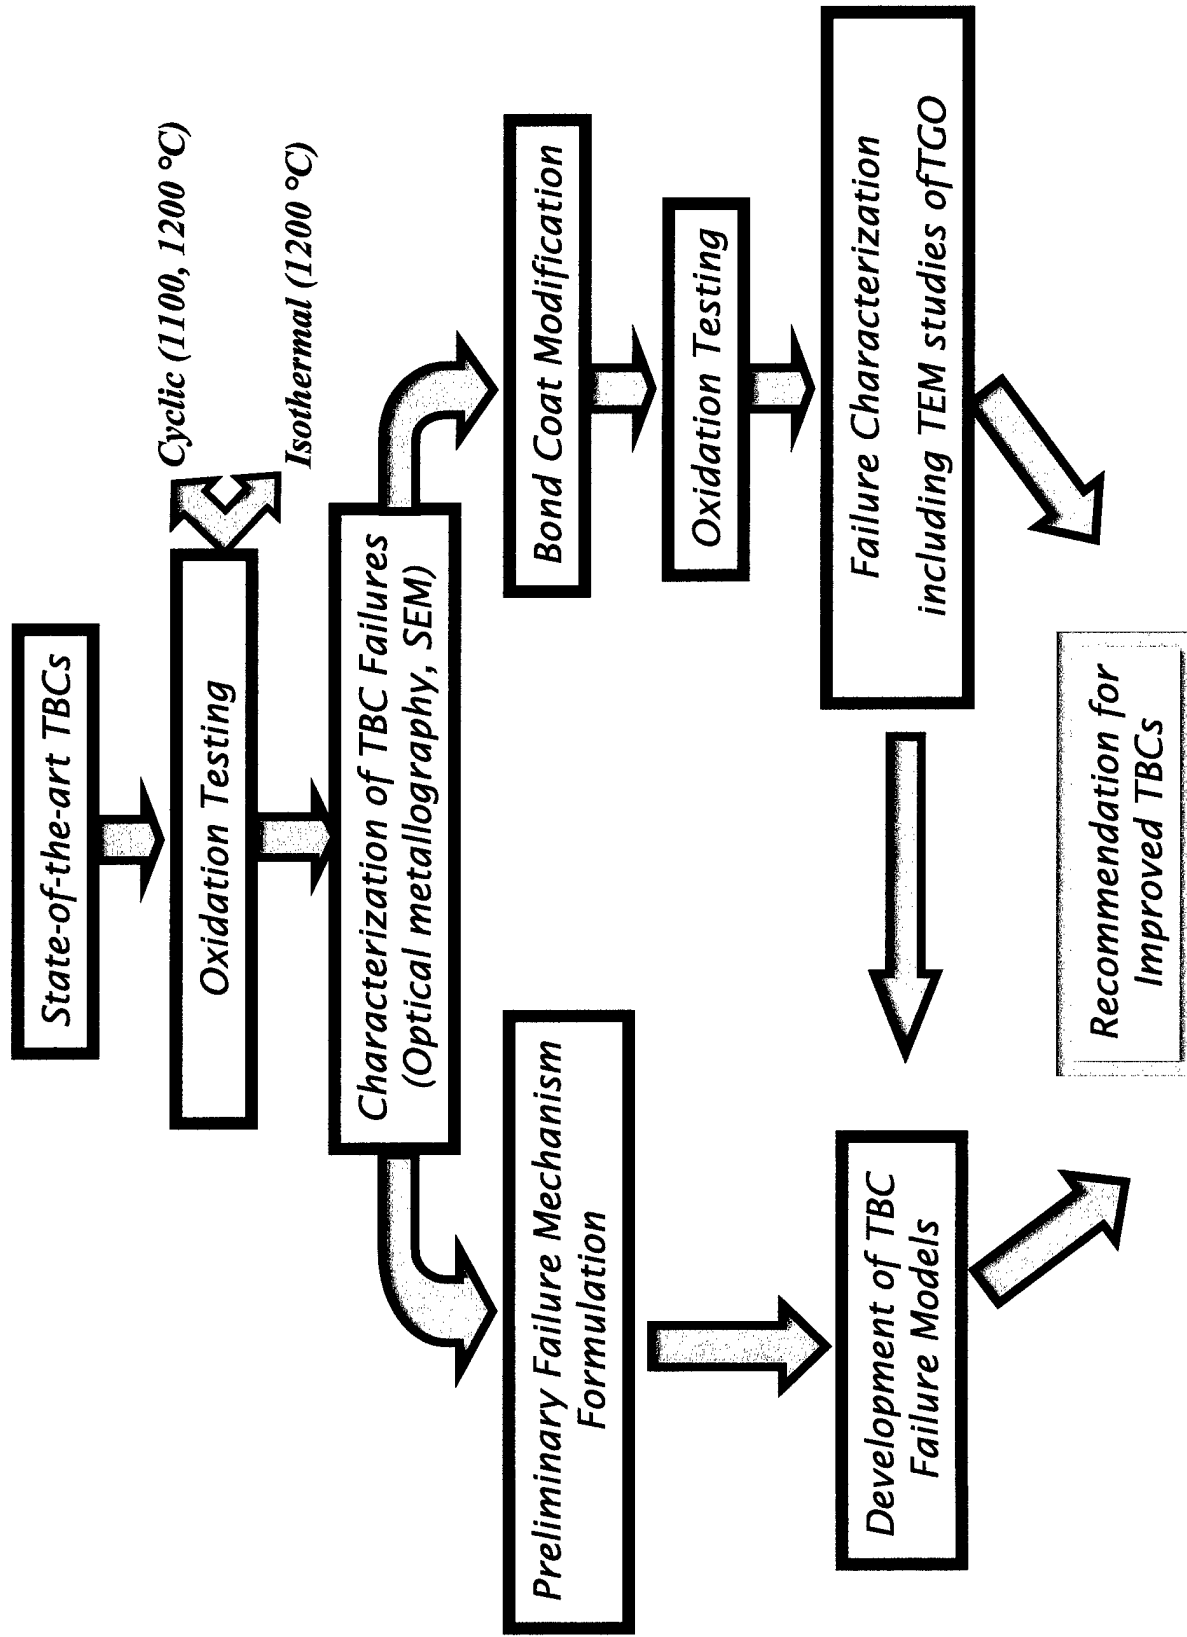 State-of-the-art TBCs
Oxidation Testing
Cyclic (1100, 1200 °C)
Isothermal (1200 °C)
Characterization of TBC Failures
(Optical metallography, SEM)
Preliminary Failure Mechanism
Formulation
Bond Coat Modification
Oxidation Testing
Failure Characterization
including TEM studies ofTGO
Development of TBC
Failure Models
Recommendation for
Improved TBCs